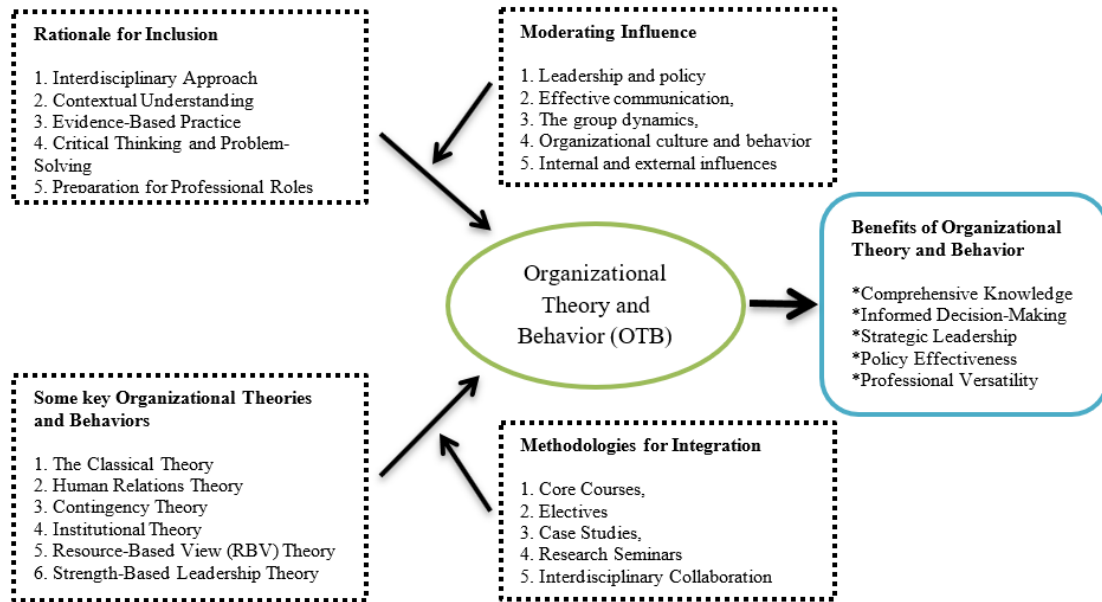 Rationale for Inclusion
1. Interdisciplinary Approach
2. Contextual Understanding
3. Evidence-Based Practice
4. Critical Thinking and Problem-
Solving
5. Preparation for Professional Roles
Moderating Influence
1. Leadership and policy
2. Effective communication,
3. The group dynamics,
4. Organizational culture and behavior
5. Internal and external influences
Organizational
Theory and
Behavior (OTB)
Benefits of Organizational
Theory and Behavior
*Comprehensive Knowledge
*Informed Decision-Making
*Strategic Leadership
*Policy Effectiveness
*Professional Versatility
Some key Organizational Theories
and Behaviors
1. The Classical Theory
2. Human Relations Theory
3. Contingency Theory
4. Institutional Theory
5. Resource-Based View (RBV) Theory
6. Strength-Based Leadership Theory
Methodologies for Integration
1. Core Courses,
2. Electives
3. Case Studies,
4. Research Seminars
5. Interdisciplinary Collaboration